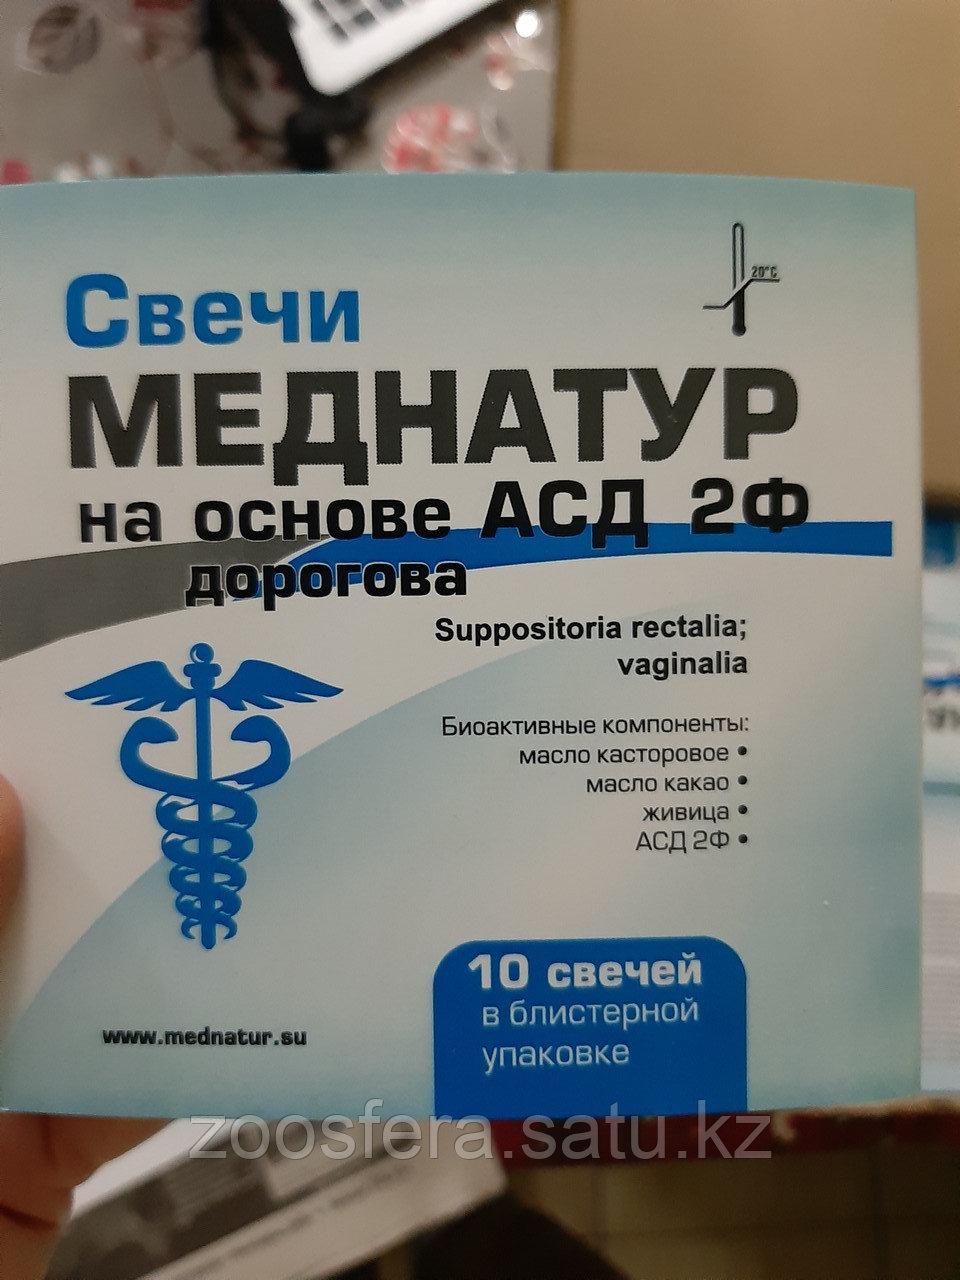 20°C
Свечи
МЕДНАТУР
на основе АСД 2Ф
дорогова
Suppositoria rectalia;
vaginalia
Биоактивные компоненты:
масло касторовое •
масло какао •
живица •
АСД 2Ф •
10 свечей
в блистерной
упаковке
www.mednatur.su
zoosfera.satu.kz